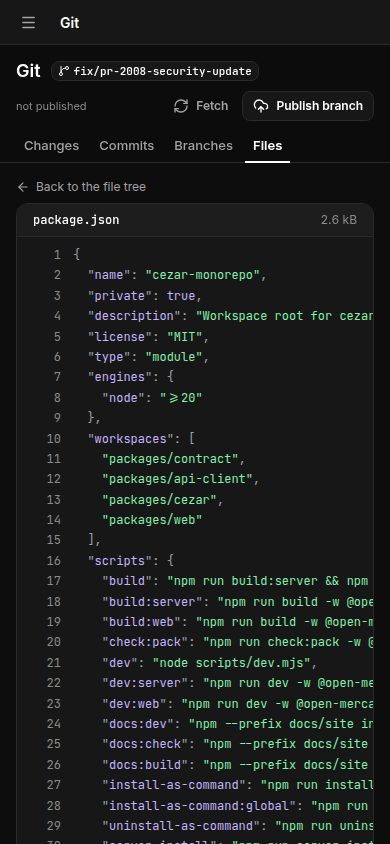 Git
Git fix/pr-2008-security-update
not published Fetch Publish branch
Changes Commits Branches Files
Back to the file tree
package.json 2.6 kB
1 {
2 "name": "cezar-monorepo",
3 "private": true,
4 "description": "Workspace root for cezar
5 "license": "MIT",
6 "type": "module",
7 "engines": {
8 "node": ">=20"
9 },
10 "workspaces": [
11 "packages/contract",
12 "packages/api-client",
13 "packages/cezar",
14 "packages/web"
15 ],
16 "scripts": {
17 "build": "npm run build:server && npm
18 "build:server": "npm run build -w @ope
19 "build:web": "npm run build -w @open-m
20 "check:pack": "npm run check:pack -w @
21 "dev": "node scripts/dev.mjs",
22 "dev:server": "npm run dev -w @open-me
23 "dev:web": "npm run dev -w @open-merca
24 "docs:dev": "npm --prefix docs/site in
25 "docs:check": "npm --prefix docs/site
26 "docs:build": "npm --prefix docs/site
27 "install-as-command": "npm run install
28 "install-as-command:global": "npm run
29 "uninstall-as-command": "npm run unins